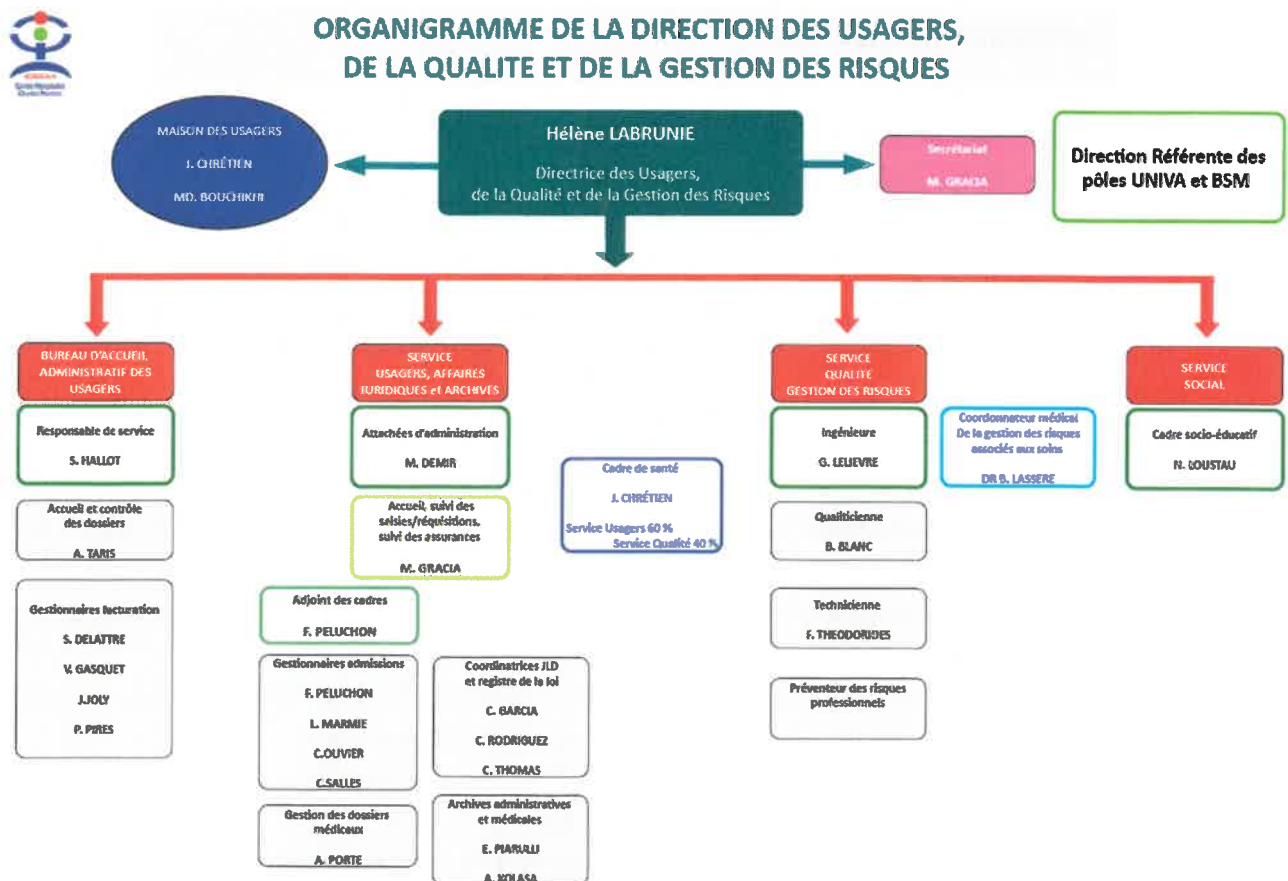 ORGANIGRAMME DE LA DIRECTION DES USAGERS,
DE LA QUALITE ET DE LA GESTION DES RISQUES
MAISON DES USAGERS
J. CHRÉTIEN
MD. BOUCHIKHI
Hélène LABRUNIE
Directrice des Usagers,
de la Qualité et de la Gestion des Risques
Secrétariat
M. GRACIA
Direction Référente des
pôles UNIVA et BSM
BUREAU D'ACCUEIL
ADMINISTRATIF DES
USAGERS
Responsable de service
S. HALLOT
Accueil et contrôle
des dossiers
A. TARIS
Gestionnaires facturation
S. DELATTRE
V. GASQUET
J.JOLY
P. PIRES
SERVICE
USAGERS, AFFAIRES
JURIDIQUES et ARCHIVES
Attachées d'administration
M. DEMIR
Accueil, suivi des
saisies/réquisitions,
suivi des assurances
M. GRACIA
Adjoint des cadres
F. PELUCHON
Gestionnaires admissions
F. PELUCHON
L. MARMIE
C.OLIVIER
C.SALLES
Gestion des dossiers
médicaux
A. PORTE
Coordinatrices JLD
et registre de la loi
C. GARCIA
C. RODRIGUEZ
C. THOMAS
Archives administratives
et médicales
E. PIARULLI
A. KOLASA
Cadre de santé
J. CHRÉTIEN
Service Usagers 60 %
Service Qualité 40 %
SERVICE
QUALITE
GESTION DES RISQUES
Ingénieure
G. LELIEVRE
Qualiticienne
B. BLANC
Technicienne
F. THEODORIDES
Préventeur des risques
professionnels
Coordonnateur médical
De la gestion des risques
associés aux soins
DR B. LASSERE
SERVICE
SOCIAL
Cadre socio-éducatif
N. LOUSTAU